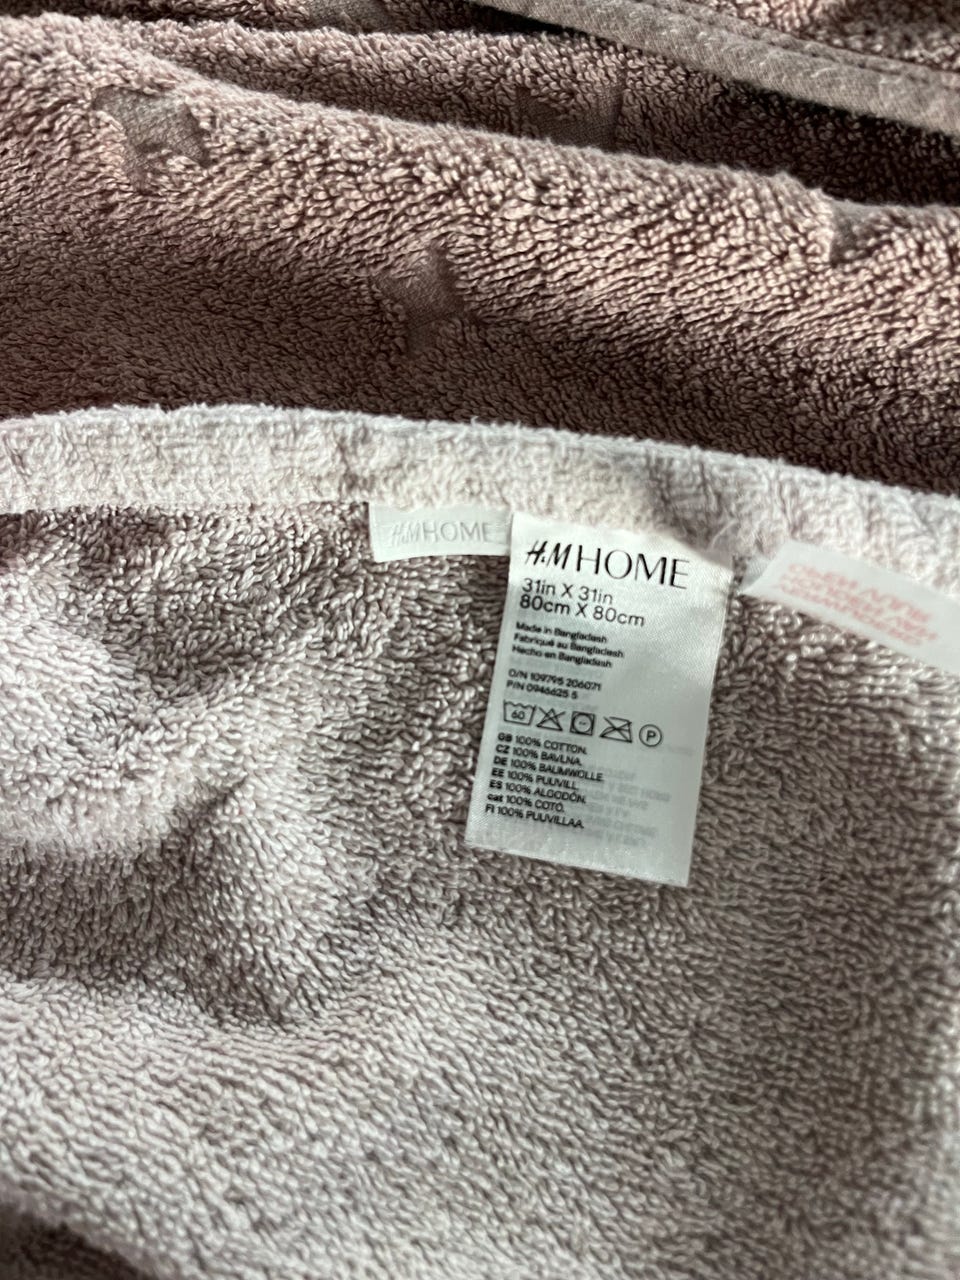 H&M HOME
H&M HOME
31in X 31in
80cm X 80cm
Made in Bangladesh
Fabriqué au Bangladesh
Hecho en Bangladesh
O/N 109795 206071
P/N 0946625 5
60
P
GB 100% COTTON.
CZ 100% BAVLNA.
DE 100% BAUMWOLLE.
EE 100% PUUVILL.
ES 100% ALGODÓN.
cat 100% COTÓ.
FI 100% PUUVILLAA.